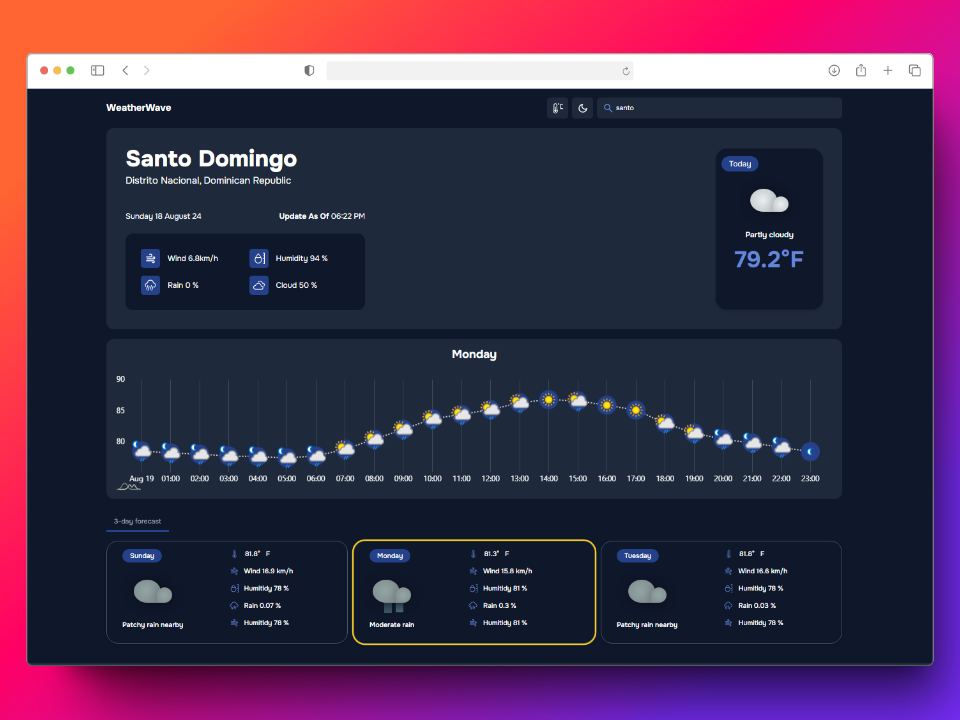 WeatherWave
°C
santo
Santo Domingo
Distrito Nacional, Dominican Republic
Sunday 18 August 24 Update As Of 06:22 PM
Wind 6.8km/h Humidity 94 %
Rain 0 % Cloud 50 %
Today
Partly cloudy
79.2°F
Monday
90
85
80
Aug 19 01:00 02:00 03:00 04:00 05:00 06:00 07:00 08:00 09:00 10:00 11:00 12:00 13:00 14:00 15:00 16:00 17:00 18:00 19:00 20:00 21:00 22:00 23:00
3-day forecast
Sunday
81.8° F
Wind 16.9 km/h
Humitidy 78 %
Rain 0.07 %
Humitidy 78 %
Patchy rain nearby
Monday
81.3° F
Wind 15.8 km/h
Humitidy 81 %
Rain 0.3 %
Humitidy 81 %
Moderate rain
Tuesday
81.8° F
Wind 16.6 km/h
Humitidy 78 %
Rain 0.03 %
Humitidy 78 %
Patchy rain nearby